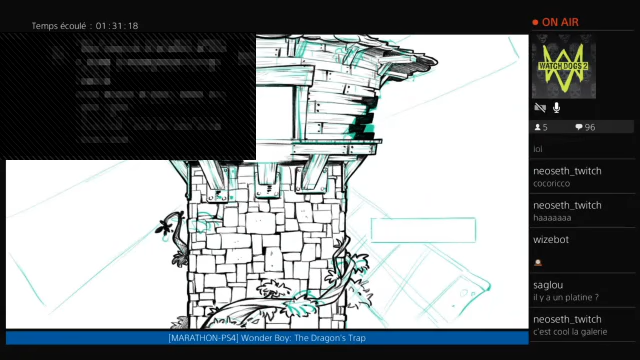 Temps écoulé : 01:31:18
ON AIR
WATCH DOGS 2
5 96
lol
neoseth_twitch
cocoricco
neoseth_twitch
haaaaaaa
wizebot
saglou
il y a un platine ?
neoseth_twitch
c'est cool la galerie
[MARATHON-PS4] Wonder Boy: The Dragon's Trap